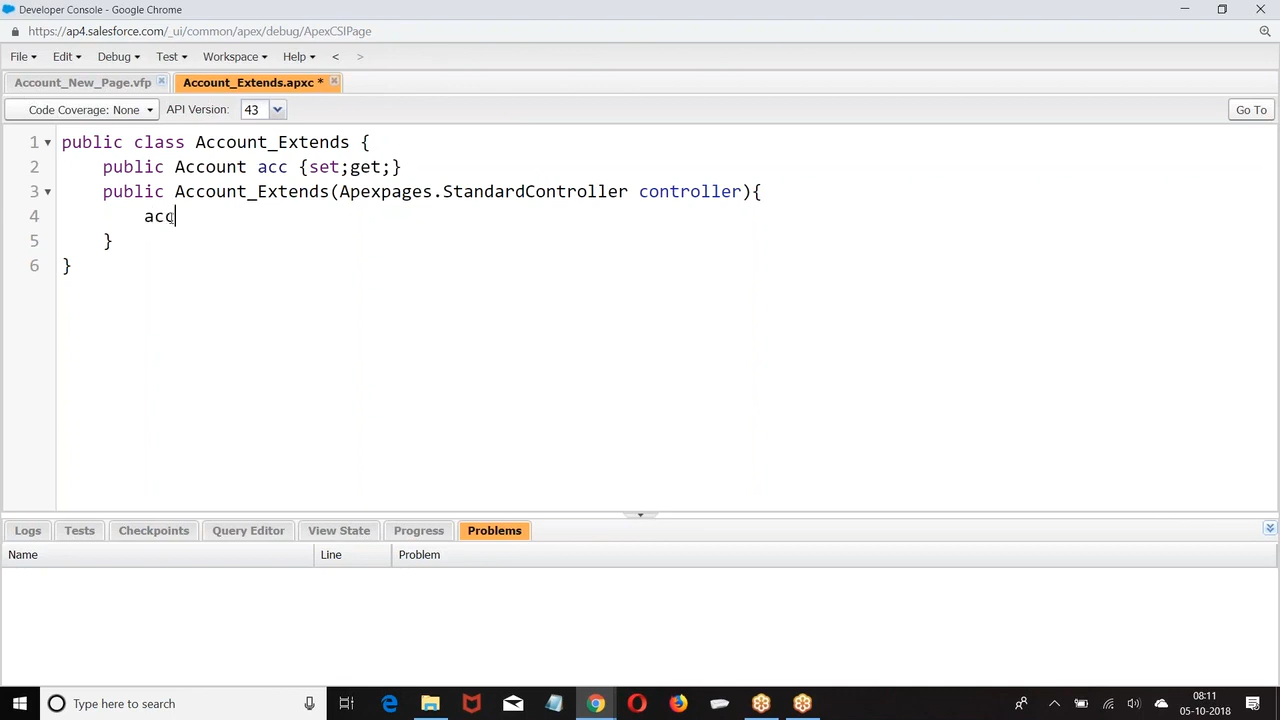 Developer Console - Google Chrome
https://ap4.salesforce.com/_ui/common/apex/debug/ApexCSIPage
File Edit Debug Test Workspace Help < >
Account_New_Page.vfp Account_Extends.apxc *
Code Coverage: None API Version: 43 Go To
1 public class Account_Extends {
2 public Account acc {set;get;}
3 public Account_Extends(Apexpages.StandardController controller){
4 acc
5 }
6 }
Logs Tests Checkpoints Query Editor View State Progress Problems
Name Line Problem
Type here to search
08:11
05-10-2018